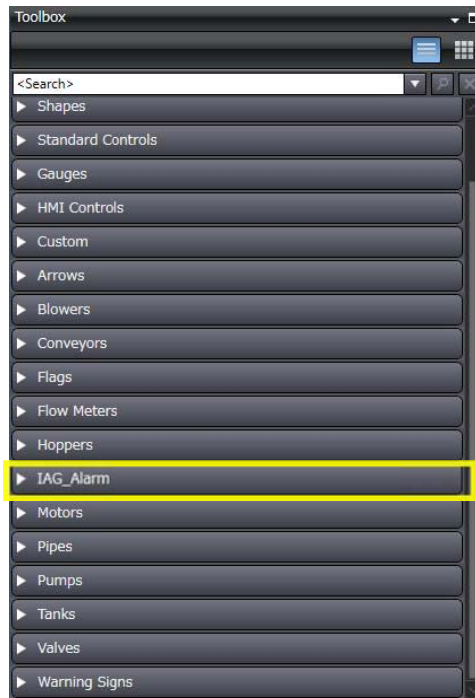 Toolbox
<Search>
Shapes
Standard Controls
Gauges
HMI Controls
Custom
Arrows
Blowers
Conveyors
Flags
Flow Meters
Hoppers
IAG_Alarm
Motors
Pipes
Pumps
Tanks
Valves
Warning Signs